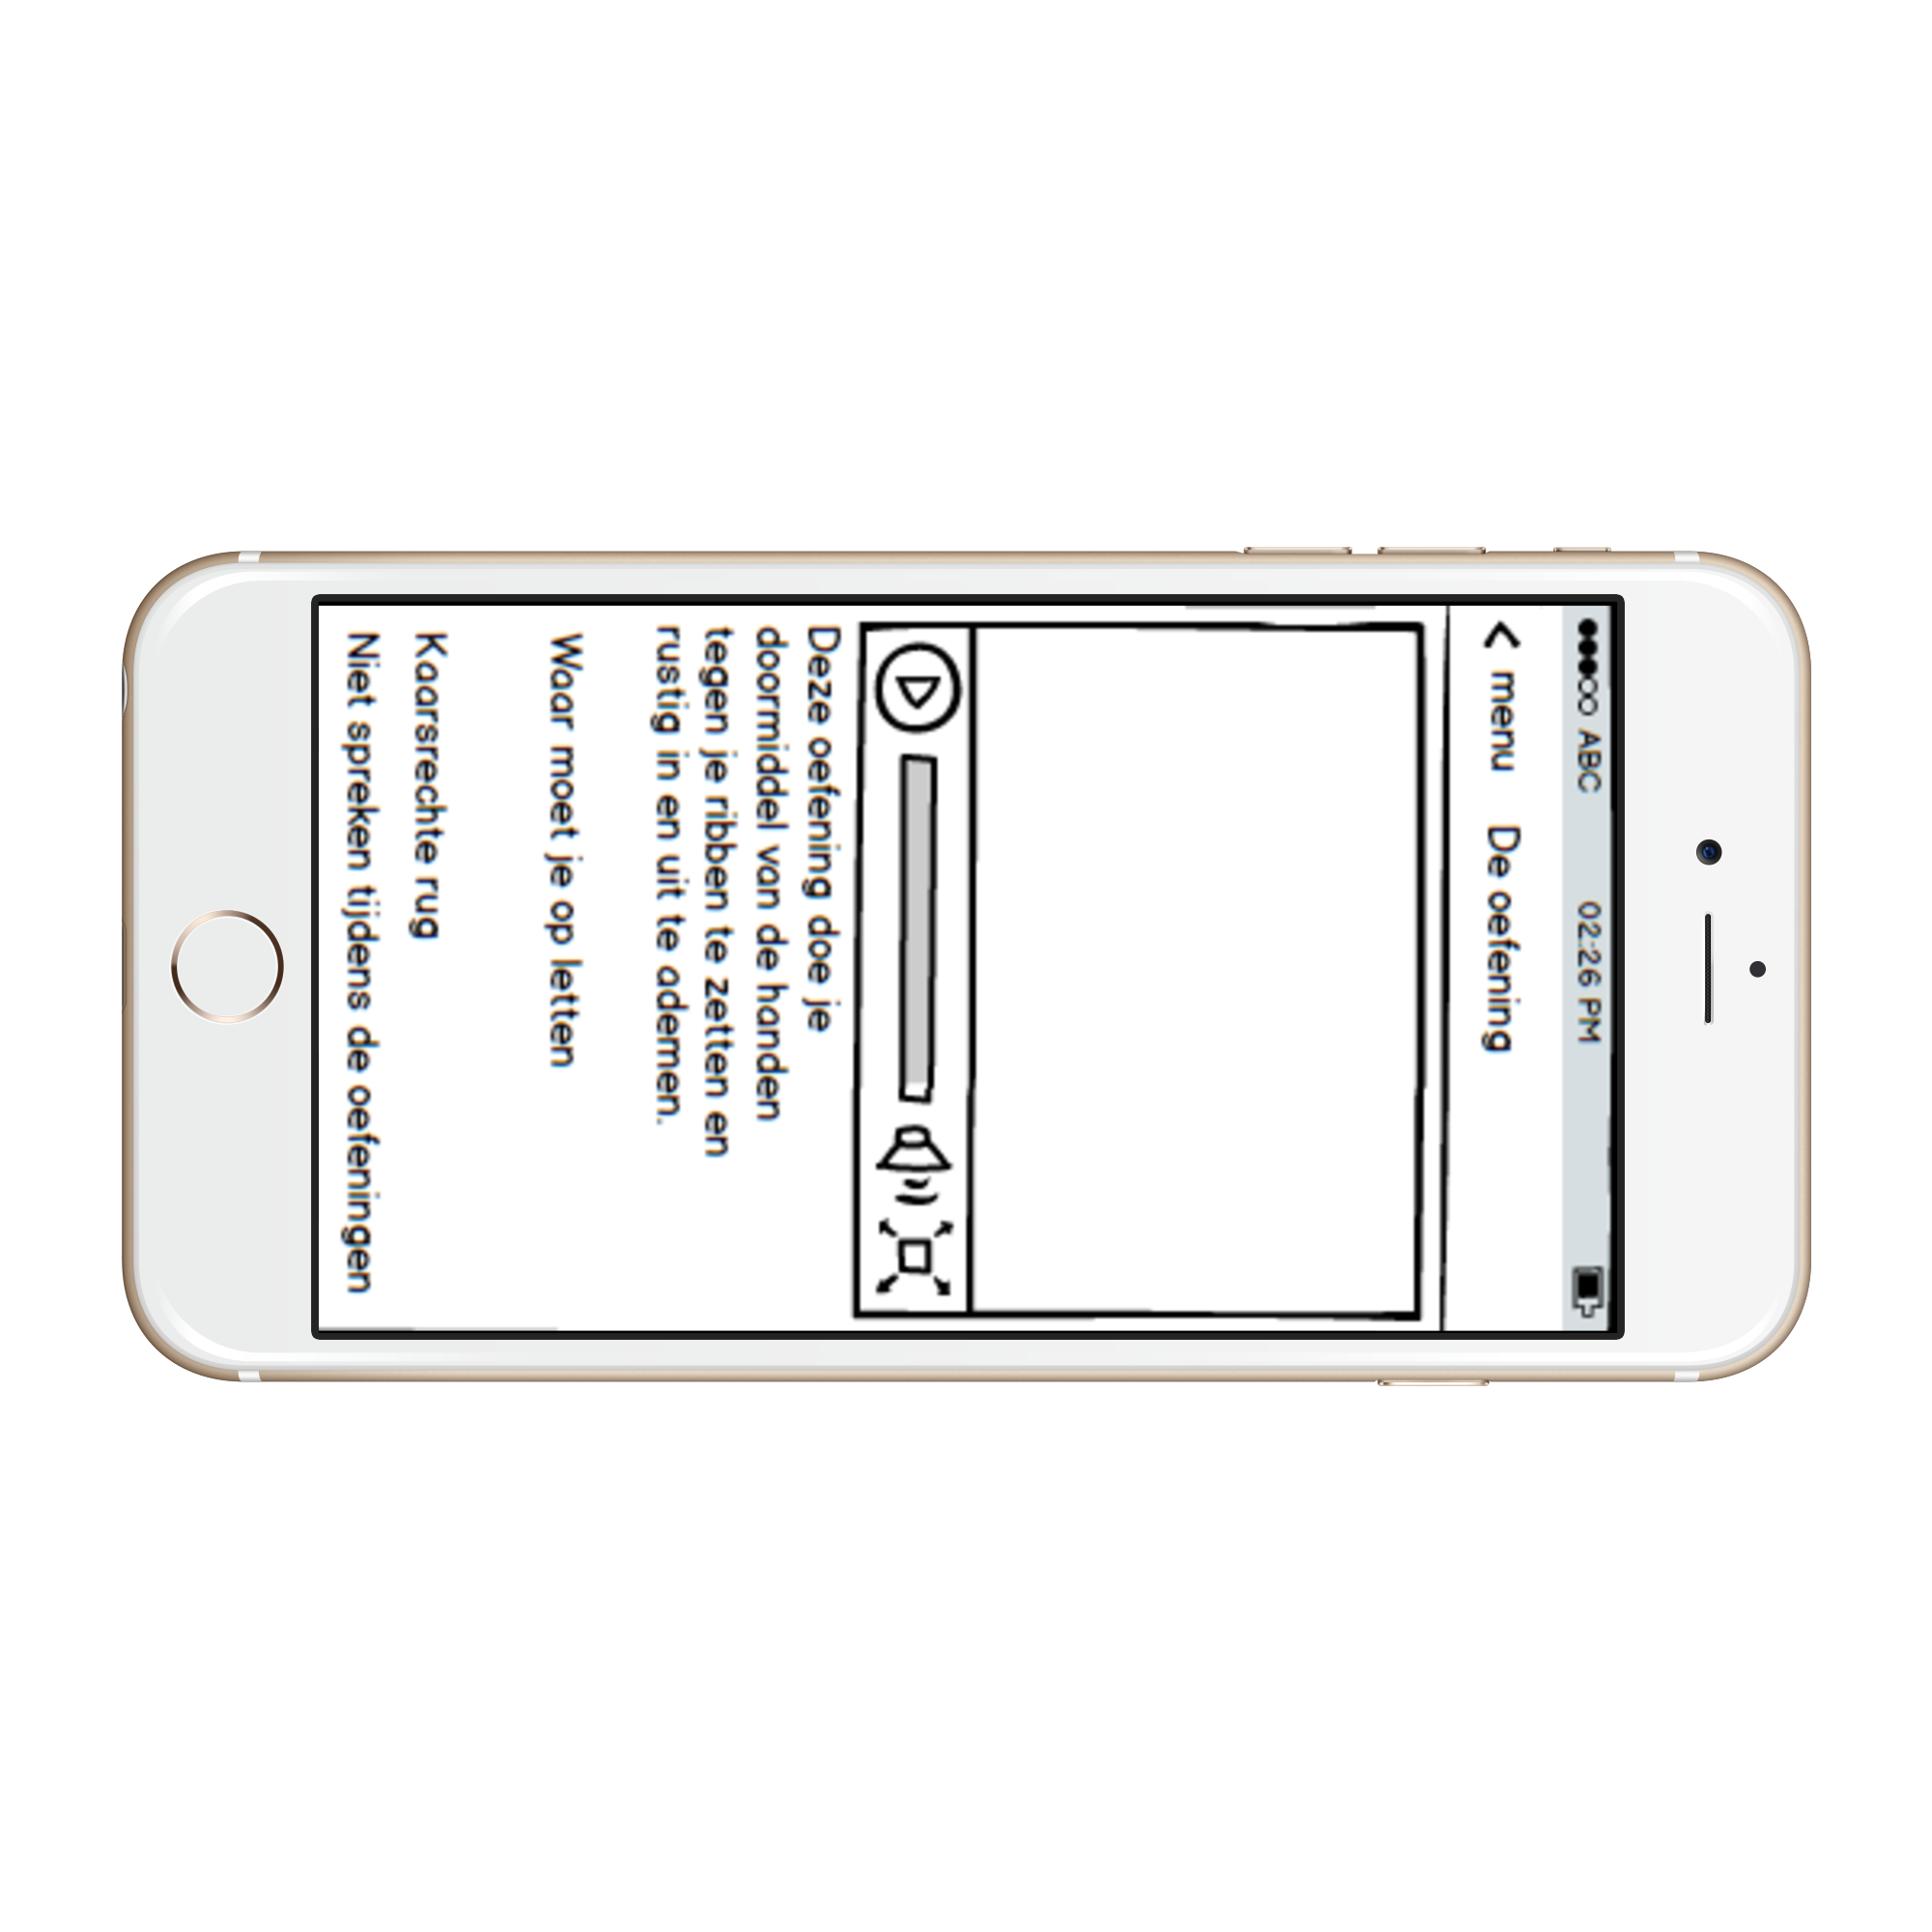 ABC 02:26 PM
< menu De oefening
Deze oefening doe je
doormiddel van de handen
tegen je ribben te zetten en
rustig in en uit te ademen.
Waar moet je op letten
Kaarsrechte rug
Niet spreken tijdens de oefeningen